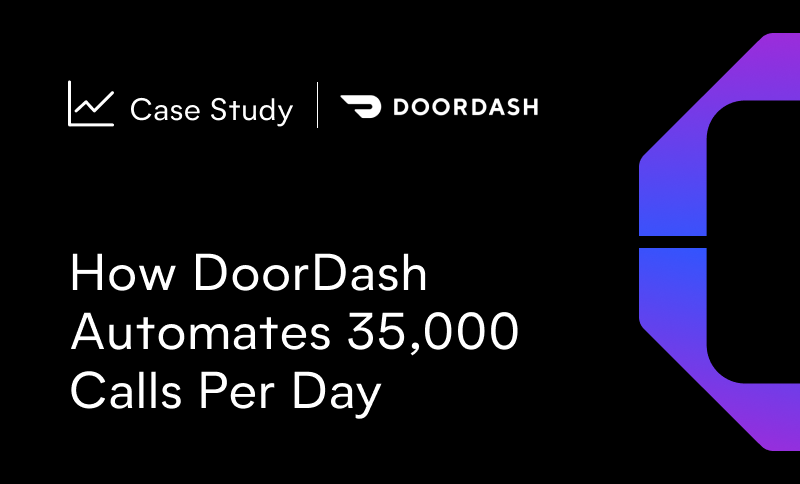 Case Study
DOORDASH
How DoorDash
Automates 35,000
Calls Per Day